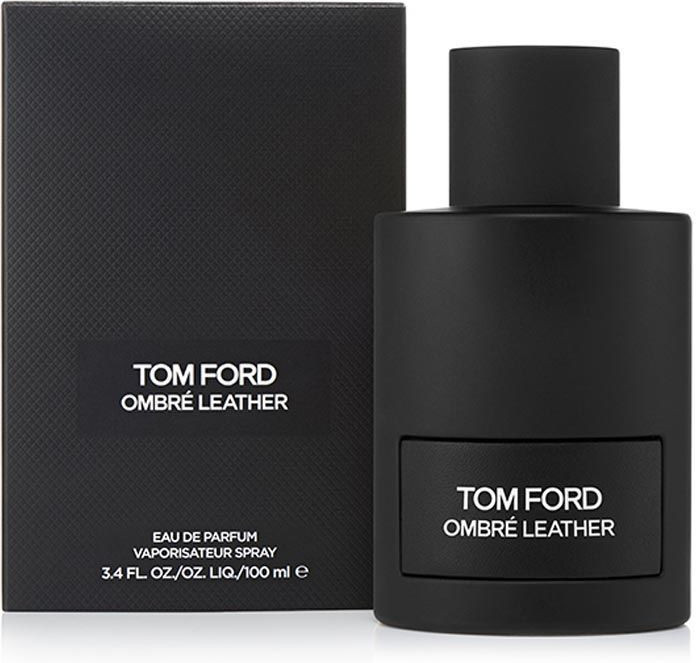 TOM FORD
OMBRÉ LEATHER
EAU DE PARFUM
VAPORISATEUR SPRAY
3.4 FL. OZ./OZ. LIQ./100 ml ℮
TOM FORD
OMBRÉ LEATHER